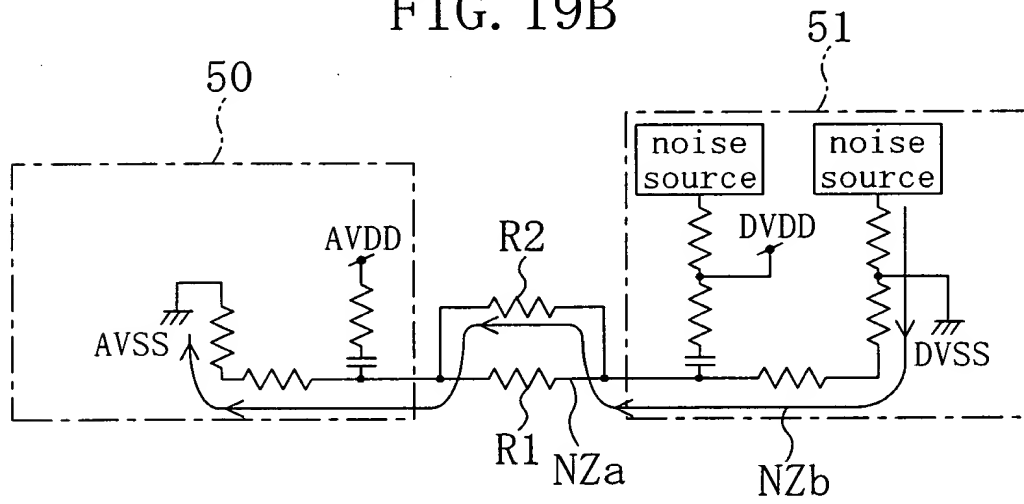 FIG. 19B
50
51
noise
source
noise
source
AVDD
R2
DVDD
AVSS
DVSS
R1
NZa
NZb